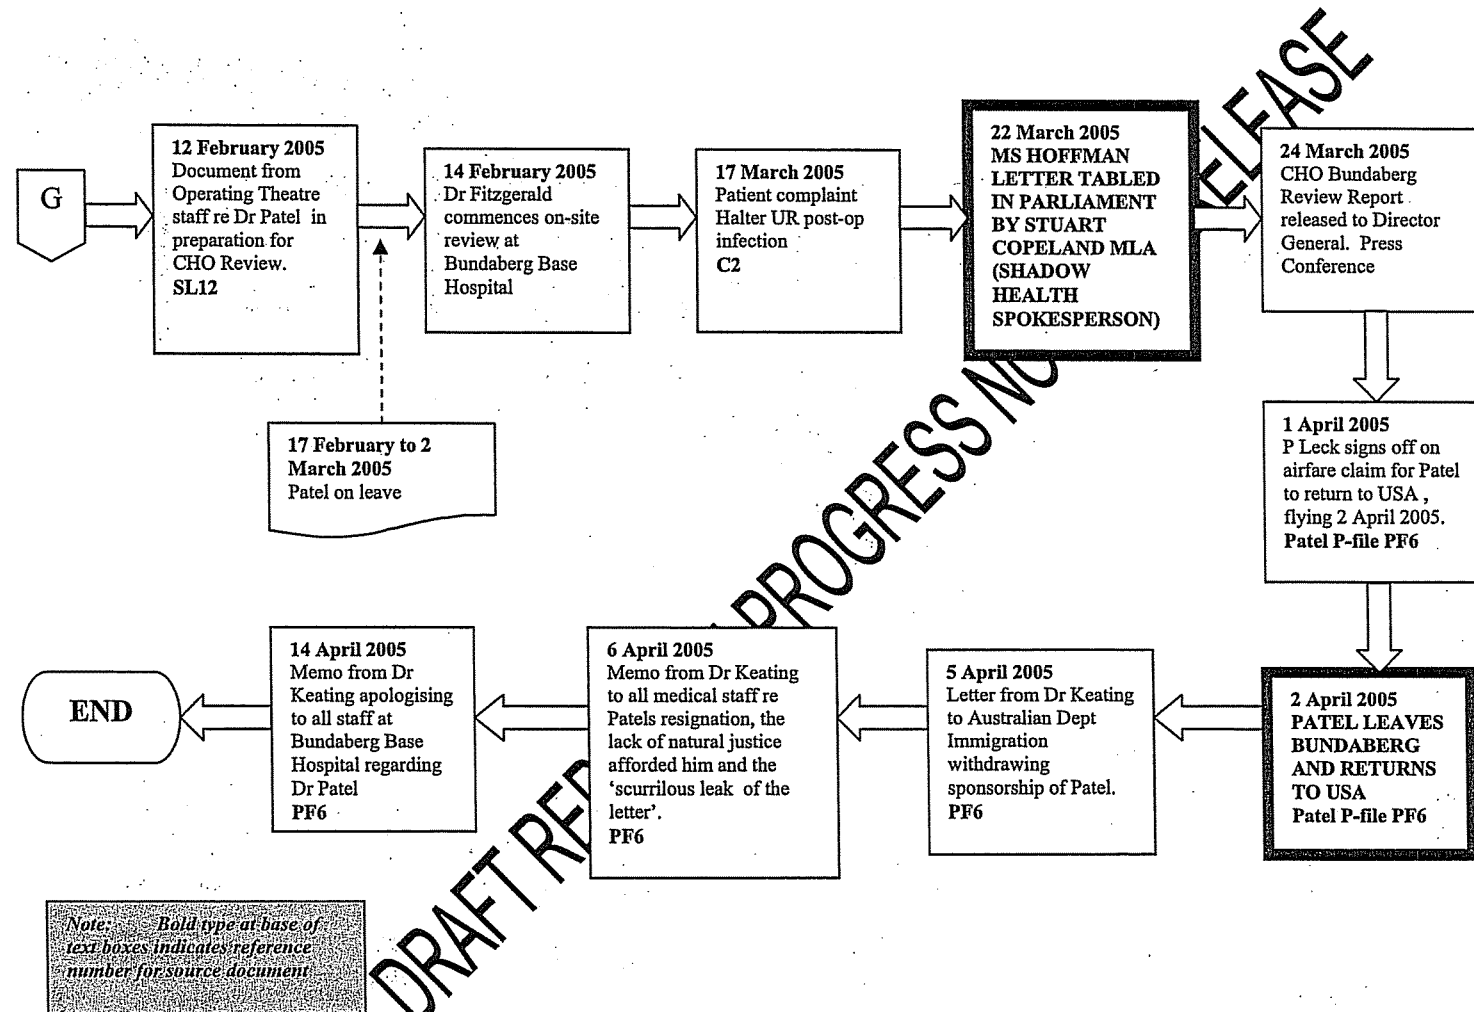 G
12 February 2005
Document from
Operating Theatre
staff re Dr Patel in
preparation for
CHO Review.
SL12
14 February 2005
Dr Fitzgerald
commences on-site
review at
Bundaberg Base
Hospital
17 March 2005
Patient complaint
Halter UR post-op
infection
C2
22 March 2005
MS HOFFMAN
LETTER TABLED
IN PARLIAMENT
BY STUART
COPELAND MLA
(SHADOW
HEALTH
SPOKESPERSON)
24 March 2005
CHO Bundaberg
Review Report
released to Director
General. Press
Conference
17 February to 2
March 2005
Patel on leave
1 April 2005
P Leck signs off on
airfare claim for Patel
to return to USA ,
flying 2 April 2005.
Patel P-file PF6
2 April 2005
PATEL LEAVES
BUNDABERG
AND RETURNS
TO USA
Patel P-file PF6
5 April 2005
Letter from Dr Keating
to Australian Dept
Immigration
withdrawing
sponsorship of Patel.
PF6
6 April 2005
Memo from Dr Keating
to all medical staff re
Patels resignation, the
lack of natural justice
afforded him and the
‘scurrilous leak of the
letter’.
PF6
14 April 2005
Memo from Dr
Keating apologising
to all staff at
Bundaberg Base
Hospital regarding
Dr Patel
PF6
END
Note: Bold type at base of
text boxes indicates reference
number for source document
DRAFT PROGRESS